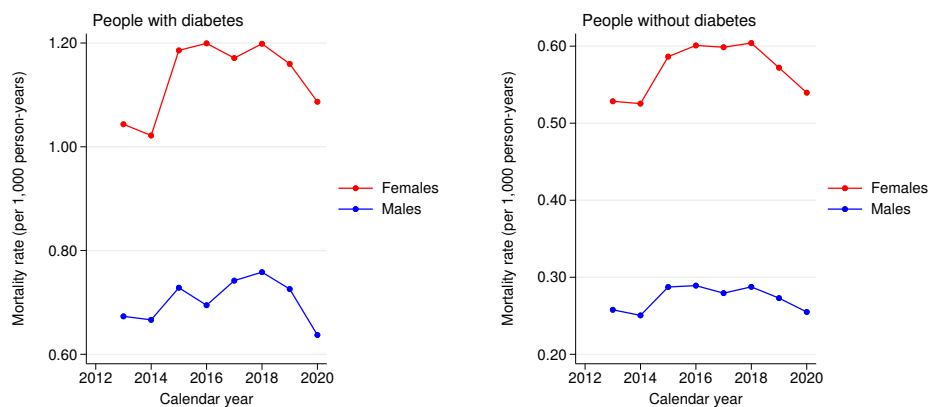 People with diabetes
Mortality rate (per 1,000 person-years)
1.20
1.00
0.80
0.60
2012 2014 2016 2018 2020
Calendar year
Females
Males
People without diabetes
Mortality rate (per 1,000 person-years)
0.60
0.50
0.40
0.30
0.20
2012 2014 2016 2018 2020
Calendar year
Females
Males